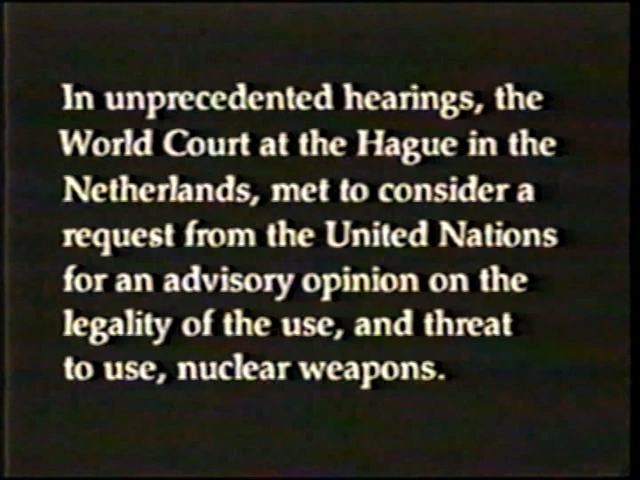 In unprecedented hearings, the
World Court at the Hague in the
Netherlands, met to consider a
request from the United Nations
for an advisory opinion on the
legality of the use, and threat
to use, nuclear weapons.